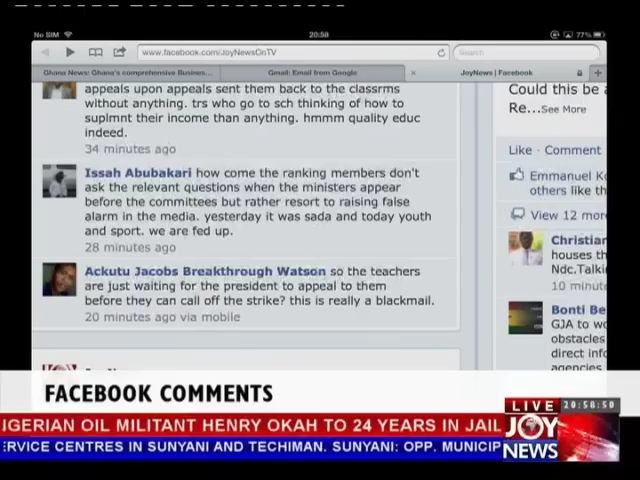 No SIM
20:58
77%
www.facebook.com/JoyNewsOnTV
Search
Ghana News: Ghana's comprehensive Busines...
Gmail: Email from Google
JoyNews | Facebook
appeals upon appeals sent them back to the classrms
without anything. trs who go to sch thinking of how to
suplmnt their income than anything. hmmm quality educ
indeed.
34 minutes ago
Issah Abubakari how come the ranking members don't
ask the relevant questions when the ministers appear
before the committees but rather resort to raising false
alarm in the media. yesterday it was sada and today youth
and sport. we are fed up.
28 minutes ago
Ackutu Jacobs Breakthrough Watson so the teachers
are just waiting for the president to appeal to them
before they can call off the strike? this is really a blackmail.
20 minutes ago via mobile
Could this be a
Re...See More
Like · Comment
Emmanuel Ko
others like th
View 12 mor
Christian
houses th
Ndc.Talkin
10 minut
Bonti Be
GJA to wo
obstacles
direct info
agencies
FACEBOOK COMMENTS
LIVE 20:58:50
JOY
NEWS
IGERIAN OIL MILITANT HENRY OKAH TO 24 YEARS IN JAIL
ERVICE CENTRES IN SUNYANI AND TECHIMAN. SUNYANI: OPP. MUNICIP